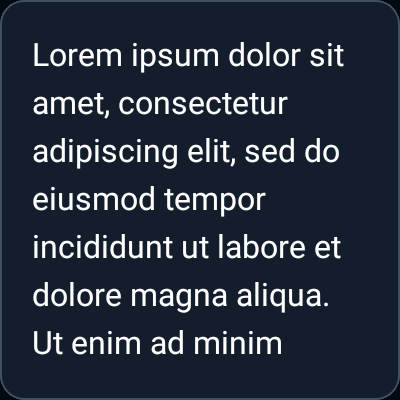 Lorem ipsum dolor sit
amet, consectetur
adipiscing elit, sed do
eiusmod tempor
incididunt ut labore et
dolore magna aliqua.
Ut enim ad minim